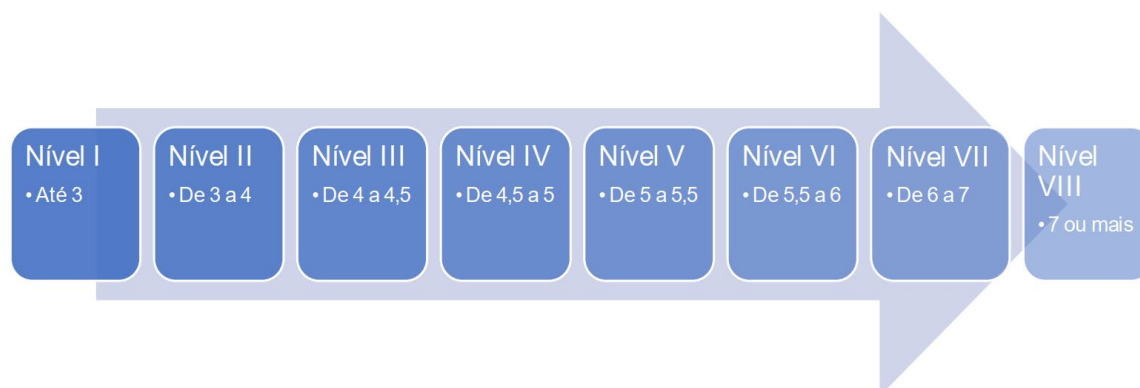 Nível I
• Até 3
Nível II
• De 3 a 4
Nível III
• De 4 a 4,5
Nível IV
• De 4,5 a 5
Nível V
• De 5 a 5,5
Nível VI
• De 5,5 a 6
Nível VII
• De 6 a 7
Nível
VIII
• 7 ou mais